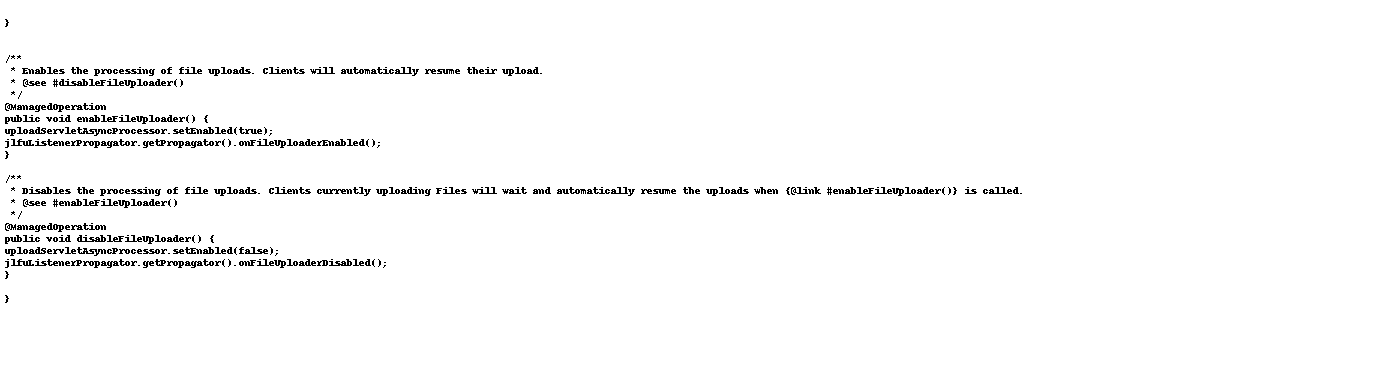 }
/**
 * Enables the processing of file uploads. Clients will automatically resume their upload.
 * @see #disableFileUploader()
 */
@ManagedOperation
public void enableFileUploader() {
uploadServletAsyncProcessor.setEnabled(true);
jlfuListenerPropagator.getPropagator().onFileUploaderEnabled();
}
/**
 * Disables the processing of file uploads. Clients currently uploading Files will wait and automatically resume the uploads when {@link #enableFileUploader()} is called.
 * @see #enableFileUploader()
 */
@ManagedOperation
public void disableFileUploader() {
uploadServletAsyncProcessor.setEnabled(false);
jlfuListenerPropagator.getPropagator().onFileUploaderDisabled();
}
}